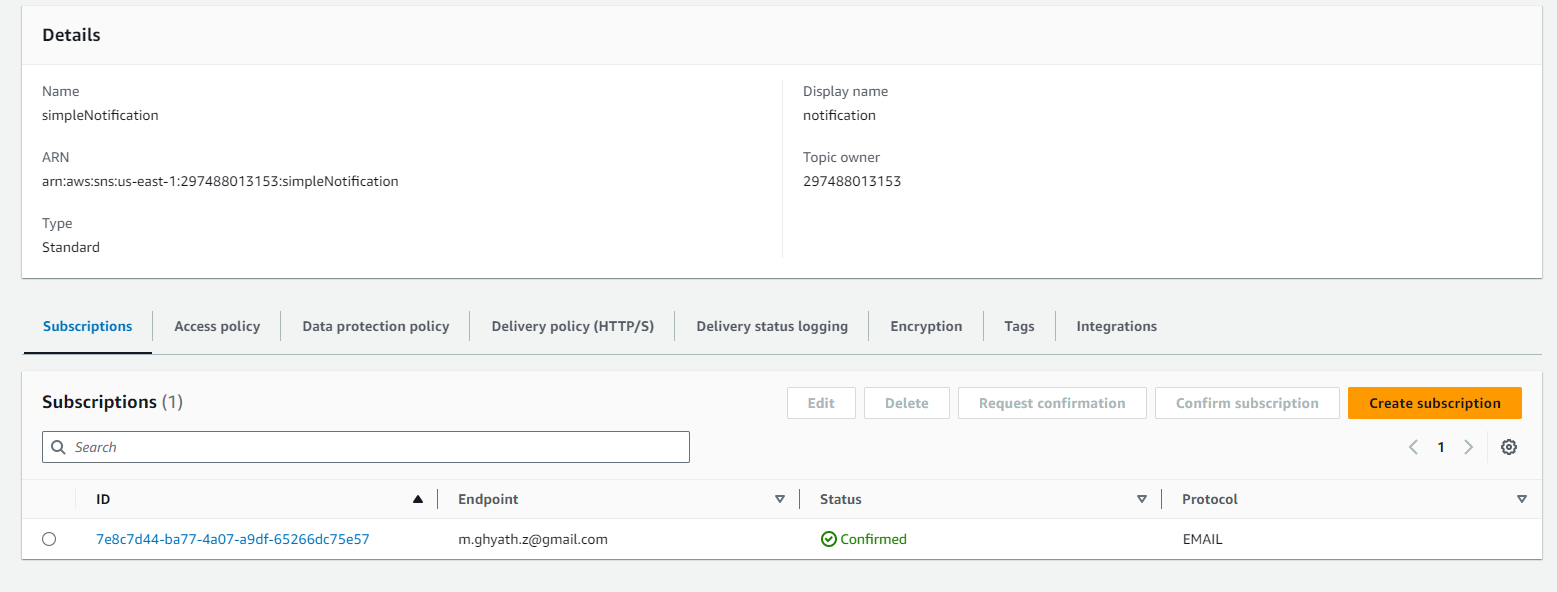 Details
Name
simpleNotification
Display name
notification
ARN
arn:aws:sns:us-east-1:297488013153:simpleNotification
Topic owner
297488013153
Type
Standard
Subscriptions Access policy Data protection policy Delivery policy (HTTP/S) Delivery status logging Encryption Tags Integrations
Subscriptions (1) Edit Delete Request confirmation Confirm subscription Create subscription
Search 1
ID Endpoint Status Protocol
7e8c7d44-ba77-4a07-a9df-65266dc75e57 m.ghyath.z@gmail.com Confirmed EMAIL